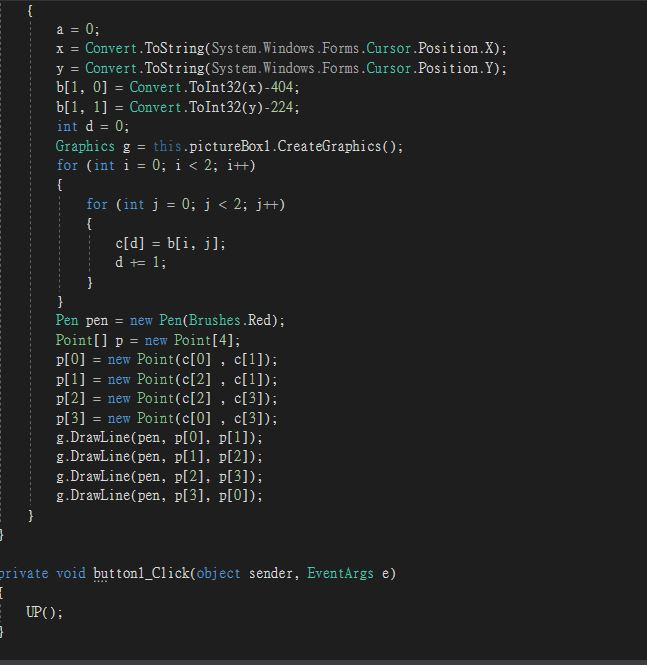 {
a = 0;
x = Convert.ToString(System.Windows.Forms.Cursor.Position.X);
y = Convert.ToString(System.Windows.Forms.Cursor.Position.Y);
b[1, 0] = Convert.ToInt32(x)-404;
b[1, 1] = Convert.ToInt32(y)-224;
int d = 0;
Graphics g = this.pictureBox1.CreateGraphics();
for (int i = 0; i < 2; i++)
{
for (int j = 0; j < 2; j++)
{
c[d] = b[i, j];
d += 1;
}
}
Pen pen = new Pen(Brushes.Red);
Point[] p = new Point[4];
p[0] = new Point(c[0] , c[1]);
p[1] = new Point(c[2] , c[1]);
p[2] = new Point(c[2] , c[3]);
p[3] = new Point(c[0] , c[3]);
g.DrawLine(pen, p[0], p[1]);
g.DrawLine(pen, p[1], p[2]);
g.DrawLine(pen, p[2], p[3]);
g.DrawLine(pen, p[3], p[0]);
}
}
private void button1_Click(object sender, EventArgs e)
{
UP();
}